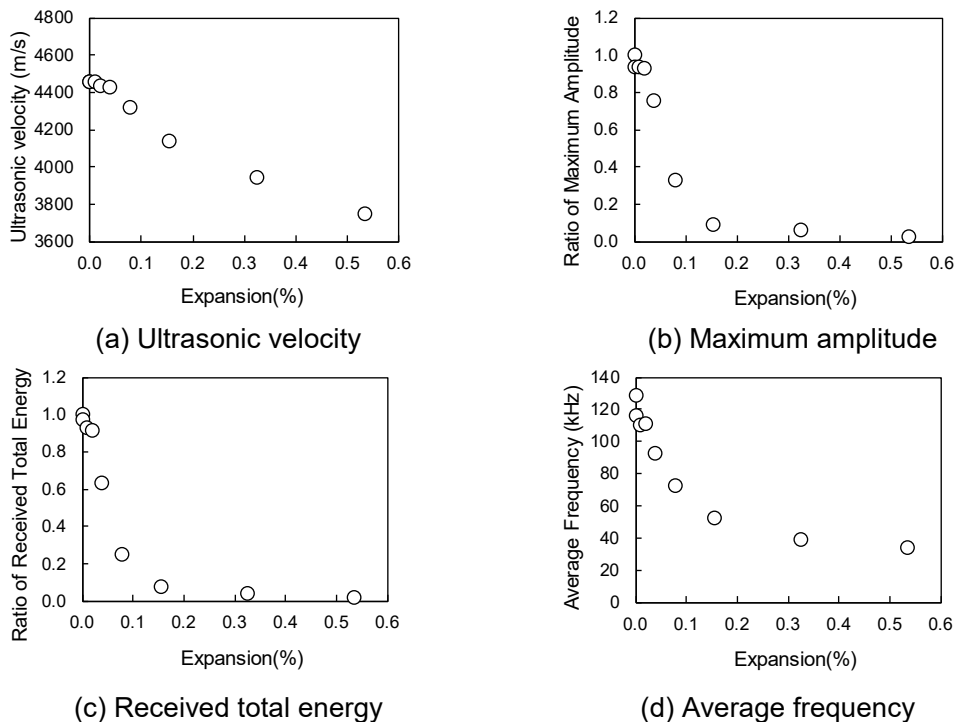 Ultrasonic velocity (m/s)
4800
4600
4400
4200
4000
3800
3600
0.0 0.1 0.2 0.3 0.4 0.5 0.6
Expansion(%)
(a) Ultrasonic velocity
Ratio of Maximum Amplitude
1.2
1.0
0.8
0.6
0.4
0.2
0.0
0.0 0.1 0.2 0.3 0.4 0.5 0.6
Expansion(%)
(b) Maximum amplitude
Ratio of Received Total Energy
1.2
1.0
0.8
0.6
0.4
0.2
0.0
0.0 0.1 0.2 0.3 0.4 0.5 0.6
Expansion(%)
(c) Received total energy
Average Frequency (kHz)
140
120
100
80
60
40
20
0
0.0 0.1 0.2 0.3 0.4 0.5 0.6
Expansion(%)
(d) Average frequency